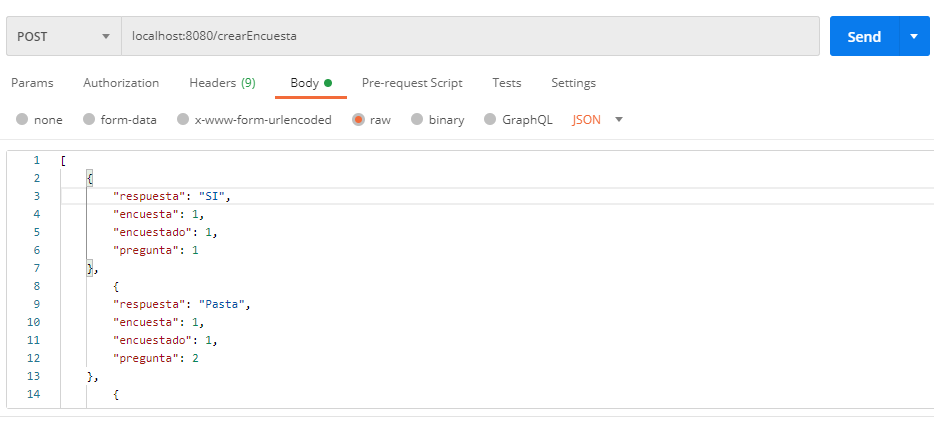 POST localhost:8080/crearEncuesta Send
Params Authorization Headers (9) Body Pre-request Script Tests Settings
none form-data x-www-form-urlencoded raw binary GraphQL JSON
1 [
2 {
3 "respuesta": "SI",
4 "encuesta": 1,
5 "encuestado": 1,
6 "pregunta": 1
7 },
8 {
9 "respuesta": "Pasta",
10 "encuesta": 1,
11 "encuestado": 1,
12 "pregunta": 2
13 },
14 {